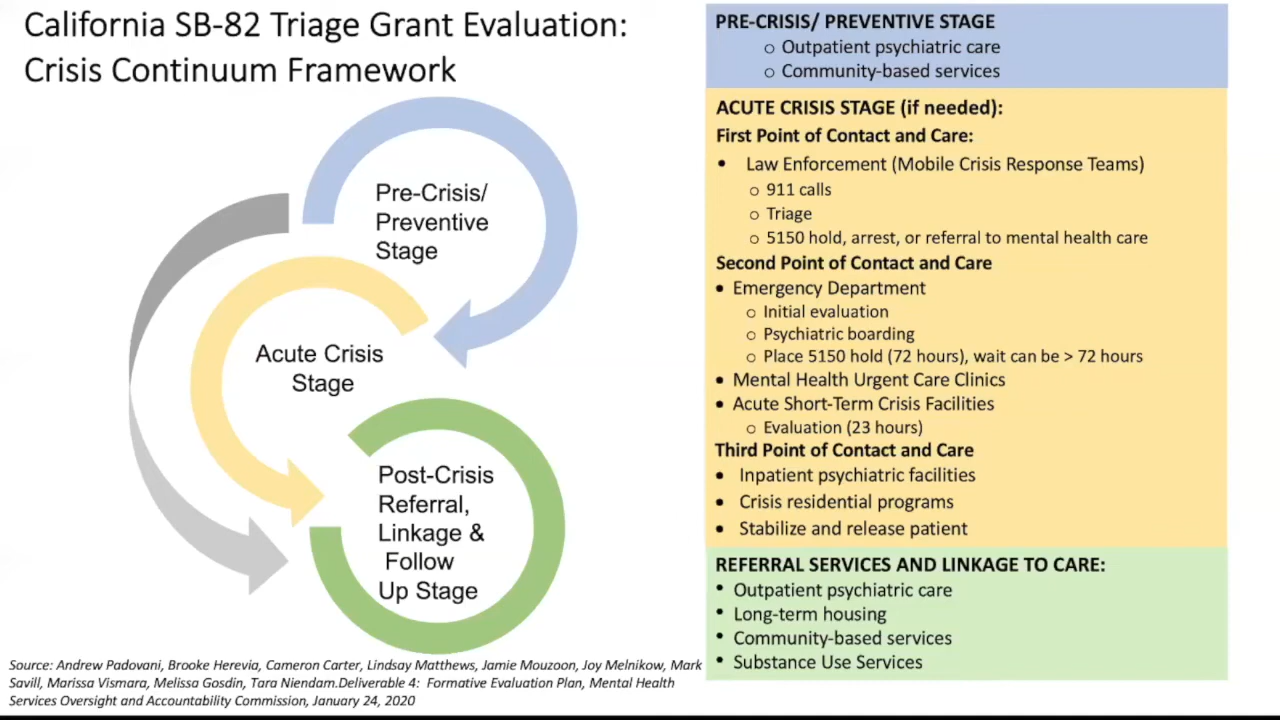 California SB-82 Triage Grant Evaluation:
Crisis Continuum Framework
Pre-Crisis/
Preventive
Stage
Acute Crisis
Stage
Post-Crisis
Referral,
Linkage &
Follow
Up Stage
PRE-CRISIS/ PREVENTIVE STAGE
○ Outpatient psychiatric care
○ Community-based services
ACUTE CRISIS STAGE (if needed):
First Point of Contact and Care:
• Law Enforcement (Mobile Crisis Response Teams)
○ 911 calls
○ Triage
○ 5150 hold, arrest, or referral to mental health care
Second Point of Contact and Care
• Emergency Department
○ Initial evaluation
○ Psychiatric boarding
○ Place 5150 hold (72 hours), wait can be > 72 hours
• Mental Health Urgent Care Clinics
• Acute Short-Term Crisis Facilities
○ Evaluation (23 hours)
Third Point of Contact and Care
• Inpatient psychiatric facilities
• Crisis residential programs
• Stabilize and release patient
REFERRAL SERVICES AND LINKAGE TO CARE:
• Outpatient psychiatric care
• Long-term housing
• Community-based services
• Substance Use Services
Source: Andrew Padovani, Brooke Herevia, Cameron Carter, Lindsay Matthews, Jamie Mouzoon, Joy Melnikow, Mark
Savill, Marissa Vismara, Melissa Gosdin, Tara Niendam.Deliverable 4: Formative Evaluation Plan, Mental Health
Services Oversight and Accountability Commission, January 24, 2020